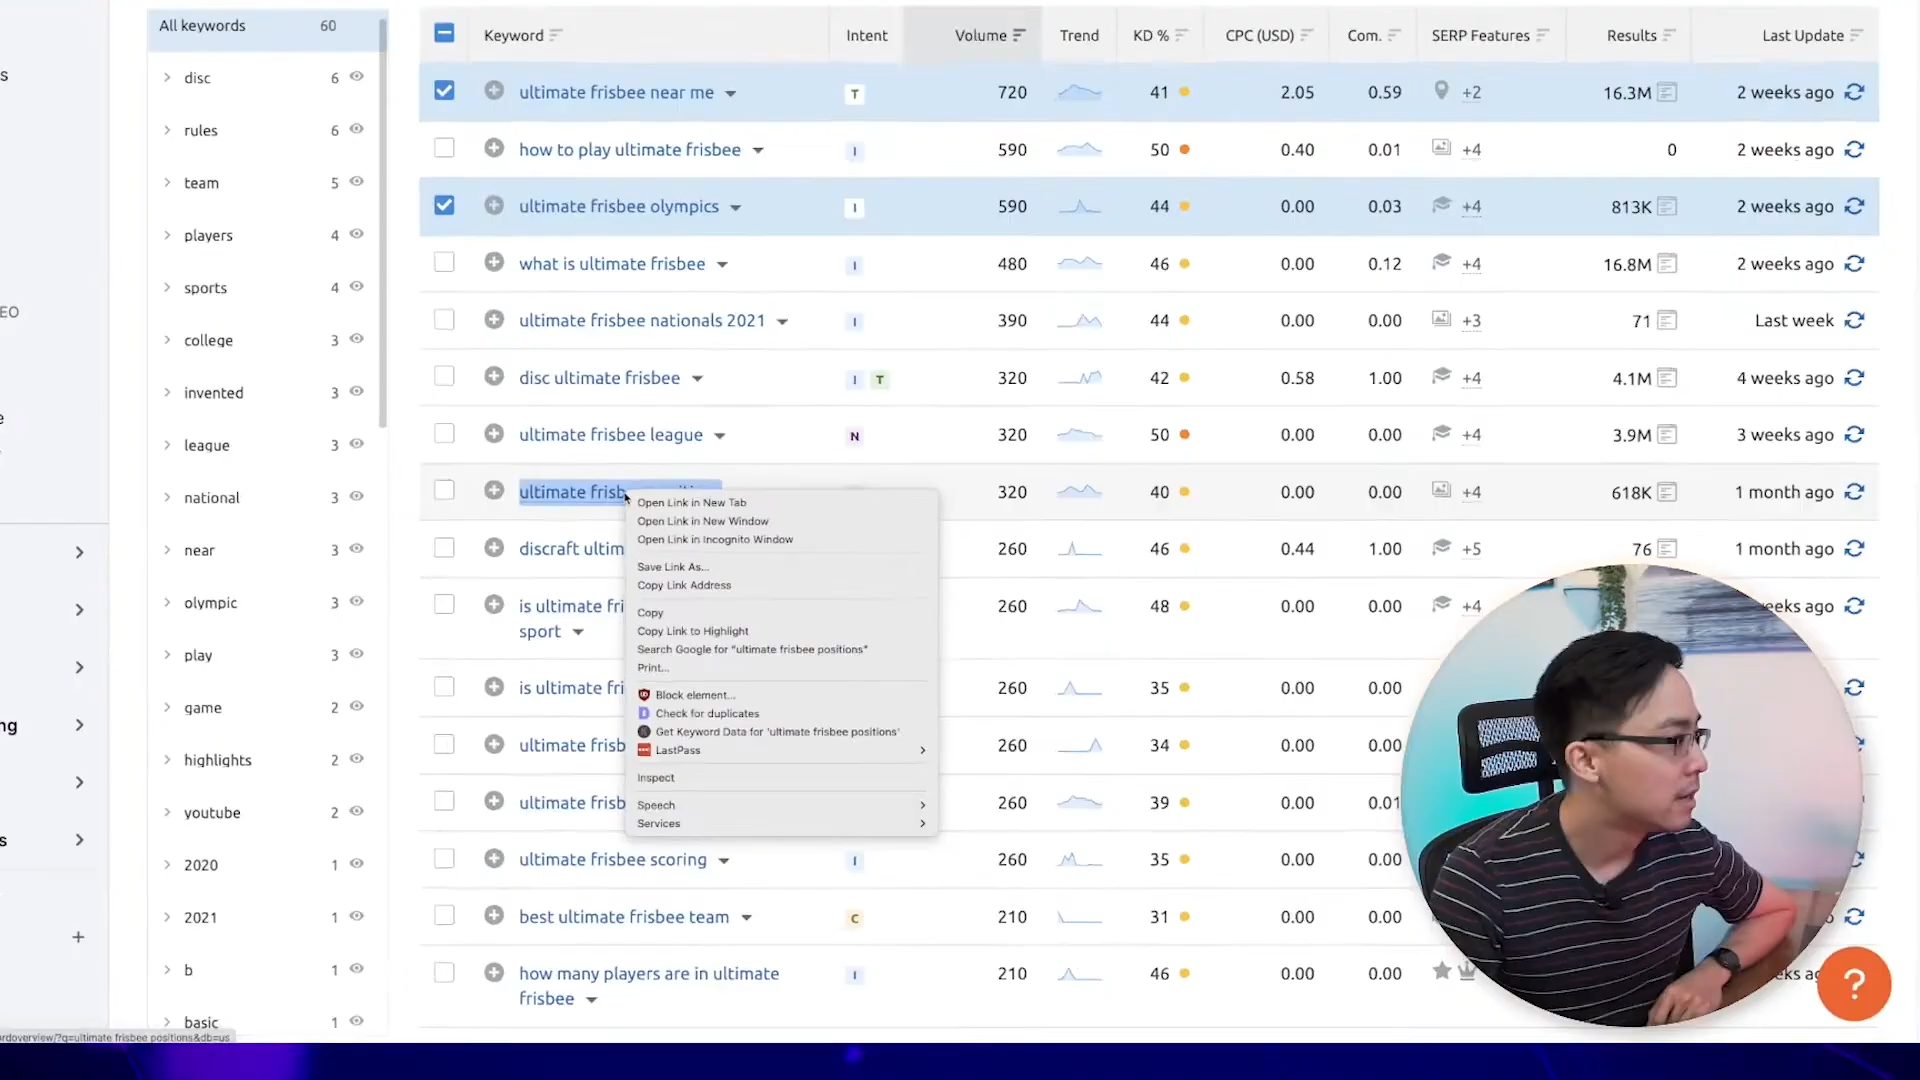 All keywords 60
disc 6
rules 6
team 5
players 4
sports 4
college 3
invented 3
league 3
national 3
near 3
olympic 3
play 3
game 2
highlights 2
youtube 2
2020 1
2021 1
b 1
basic 1
s
EO
e
ng
s
+
Keyword Intent Volume Trend KD % CPC (USD) Com. SERP Features Results Last Update
ultimate frisbee near me T 720 41 2.05 0.59 +2 16.3M 2 weeks ago
how to play ultimate frisbee I 590 50 0.40 0.01 +4 0 2 weeks ago
ultimate frisbee olympics I 590 44 0.00 0.03 +4 813K 2 weeks ago
what is ultimate frisbee I 480 46 0.00 0.12 +4 16.8M 2 weeks ago
ultimate frisbee nationals 2021 I 390 44 0.00 0.00 +3 71 Last week
disc ultimate frisbee I T 320 42 0.58 1.00 +4 4.1M 4 weeks ago
ultimate frisbee league N 320 50 0.00 0.00 +4 3.9M 3 weeks ago
ultimate frisb 320 40 0.00 0.00 +4 618K 1 month ago
discraft ultim 260 46 0.44 1.00 +5 76 1 month ago
is ultimate fri 260 48 0.00 0.00 +4 eeks ago
sport
is ultimate fri 260 35 0.00 0.00
ultimate frisb 260 34 0.00 0.00
ultimate frisb 260 39 0.00 0.01
ultimate frisbee scoring I 260 35 0.00 0.00
best ultimate frisbee team C 210 31 0.00 0.00
how many players are in ultimate I 210 46 0.00 0.00 eks ag
frisbee
Open Link in New Tab
Open Link in New Window
Open Link in Incognito Window
Save Link As...
Copy Link Address
Copy
Copy Link to Highlight
Search Google for "ultimate frisbee positions"
Print...
Block element...
Check for duplicates
Get Keyword Data for 'ultimate frisbee positions'
LastPass
Inspect
Speech
Services
?
rdoverview/?q=ultimate frisbee positions&db=us